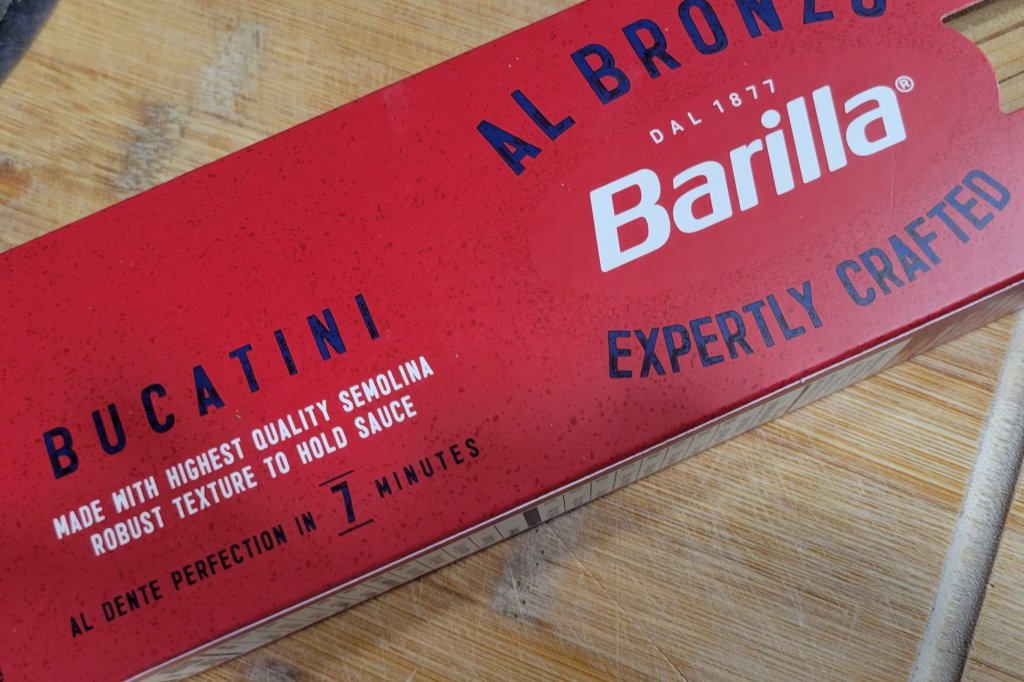 AL BRONZO
DAL 1877
Barilla®
EXPERTLY CRAFTED
BUCATINI
MADE WITH HIGHEST QUALITY SEMOLINA
ROBUST TEXTURE TO HOLD SAUCE
AL DENTE PERFECTION IN 7 MINUTES